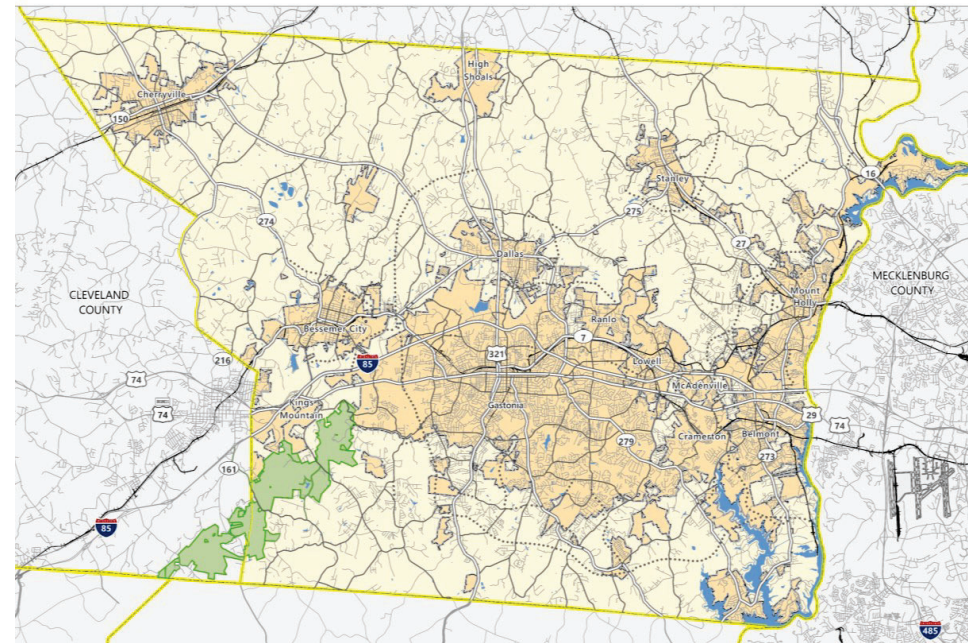 High
Shoals
Cherryville
150
16
Stanley
275
274
27
Dallas
MECKLENBURG
COUNTY
CLEVELAND
COUNTY
Mount
Holly
Ranlo
Bessemer City
7
321
216
85
Lowell
74
McAdenville
Kings
Mountain
74
Gastonia
29
74
Cramerton
Belmont
279
273
161
85
485